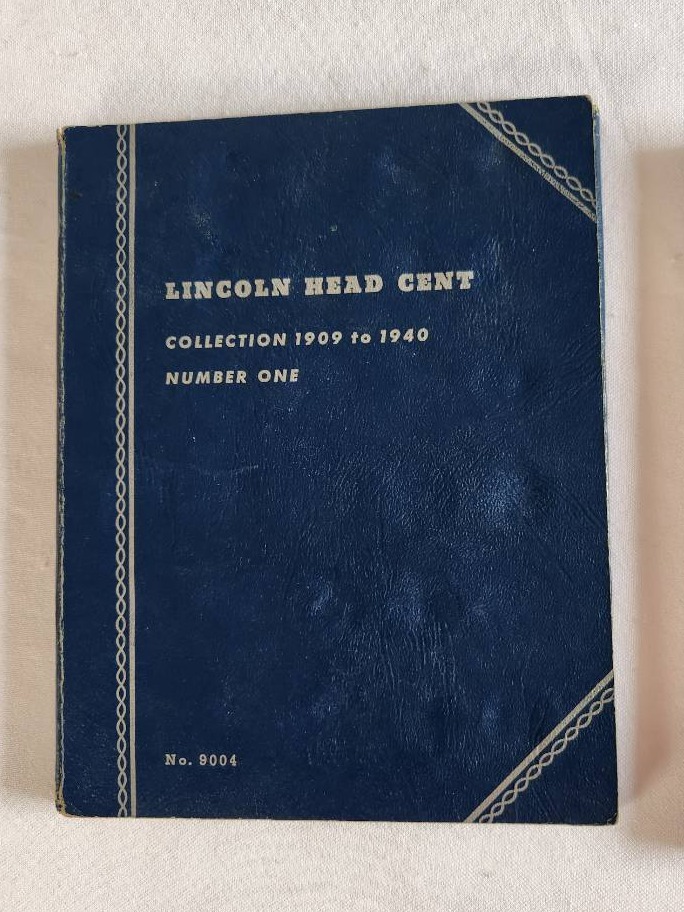 LINCOLN HEAD CENT
COLLECTION 1909 to 1940
NUMBER ONE
No. 9004